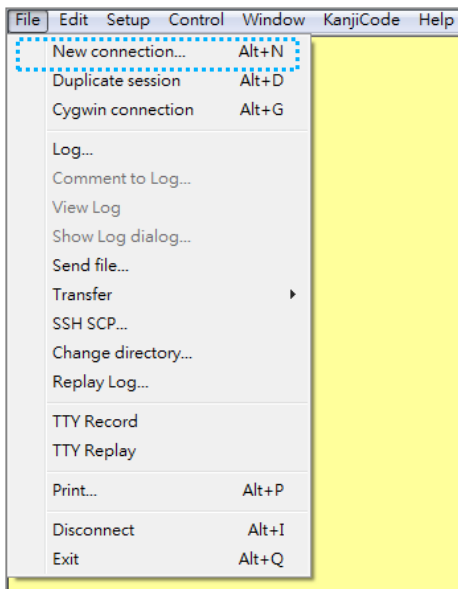 File Edit Setup Control Window KanjiCode Help
New connection... Alt+N
Duplicate session Alt+D
Cygwin connection Alt+G
Log...
Comment to Log...
View Log
Show Log dialog...
Send file...
Transfer
SSH SCP...
Change directory...
Replay Log...
TTY Record
TTY Replay
Print... Alt+P
Disconnect Alt+I
Exit Alt+Q